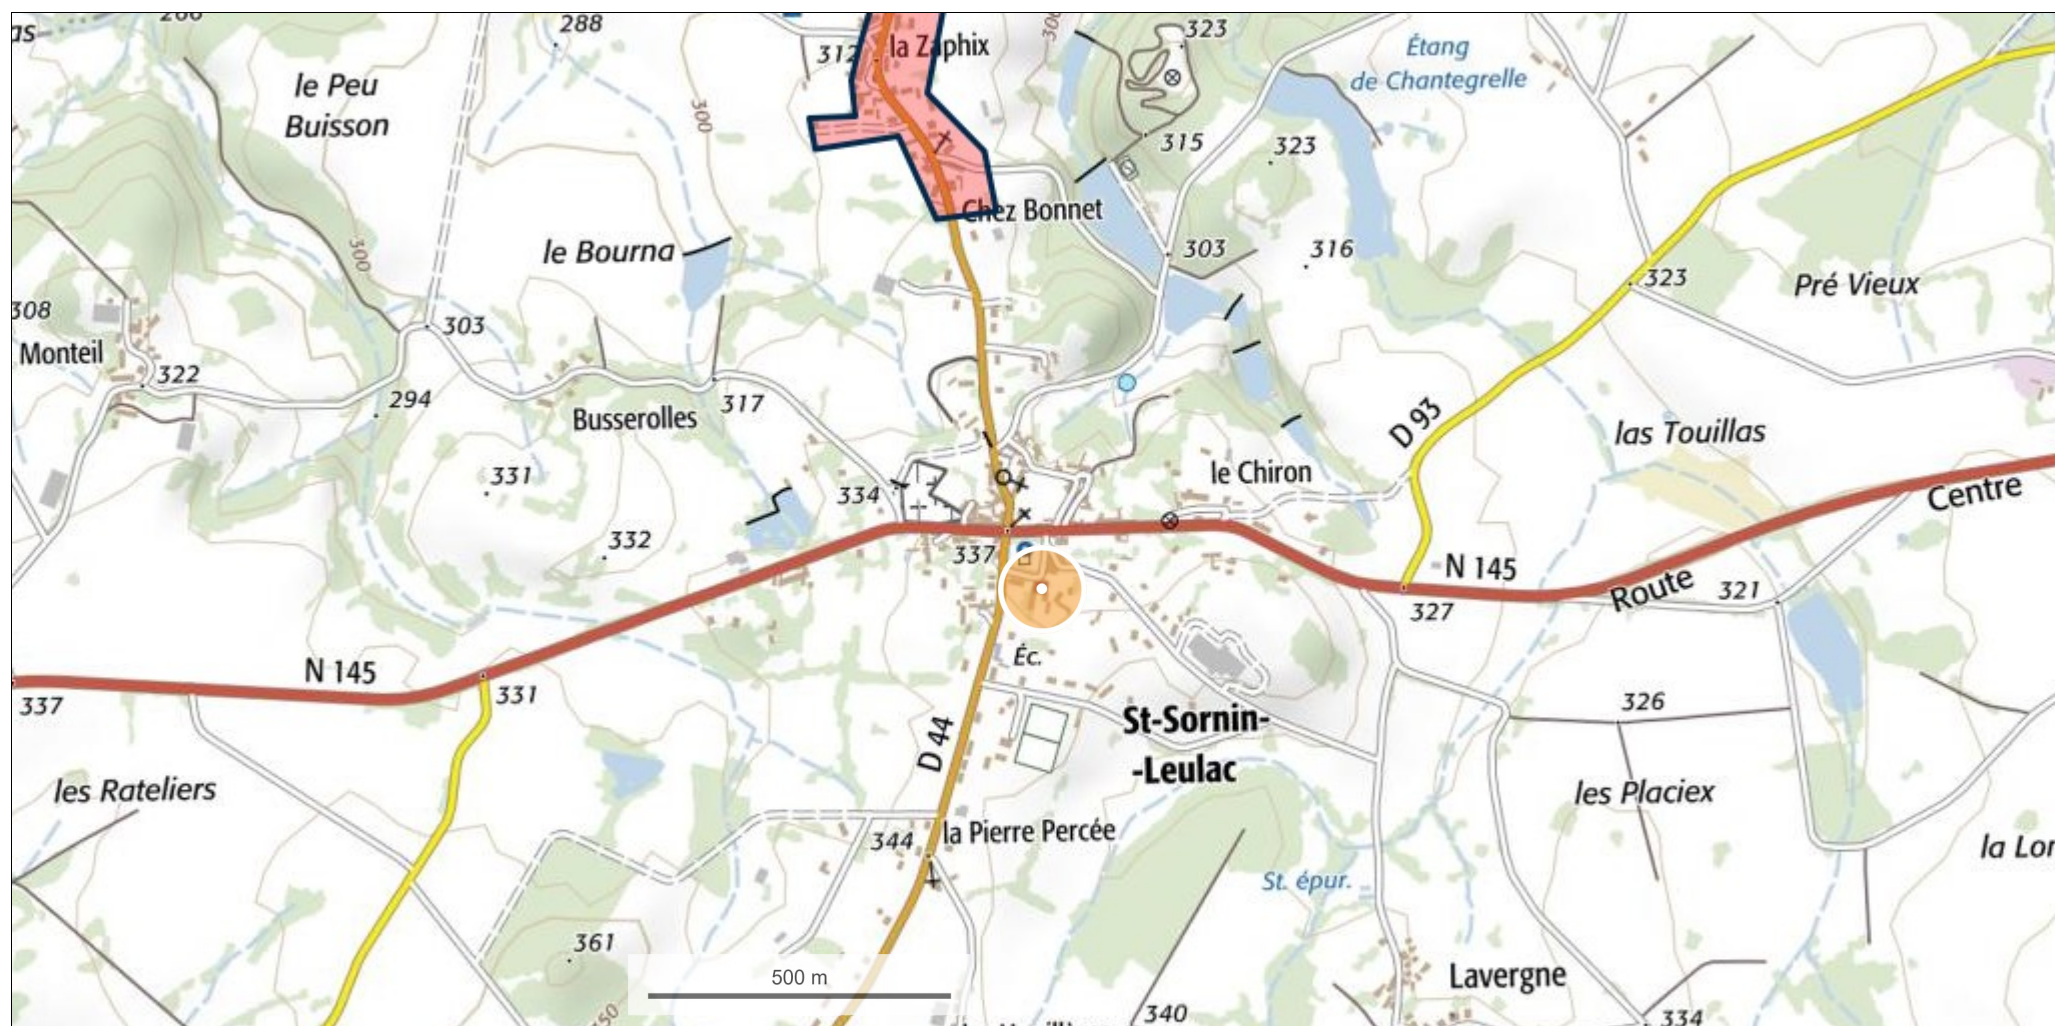 288
323
la Zaphix
312
300
Étang
de Chantegrelle
le Peu
Buisson
300
315
323
Chez Bonnet
303
316
le Bourna
300
323
Pré Vieux
308
303
Monteil
322
294
317
Busserolles
D 93
las Touillas
331
334
le Chiron
Centre
332
337
N 145
Route
321
327
Éc.
N 145
337
331
326
St-Sornin-
-Leulac
D 44
les Rateliers
les Placiex
344
la Pierre Percée
la Lor
St. épur.
361
500 m
Lavergne
340
334